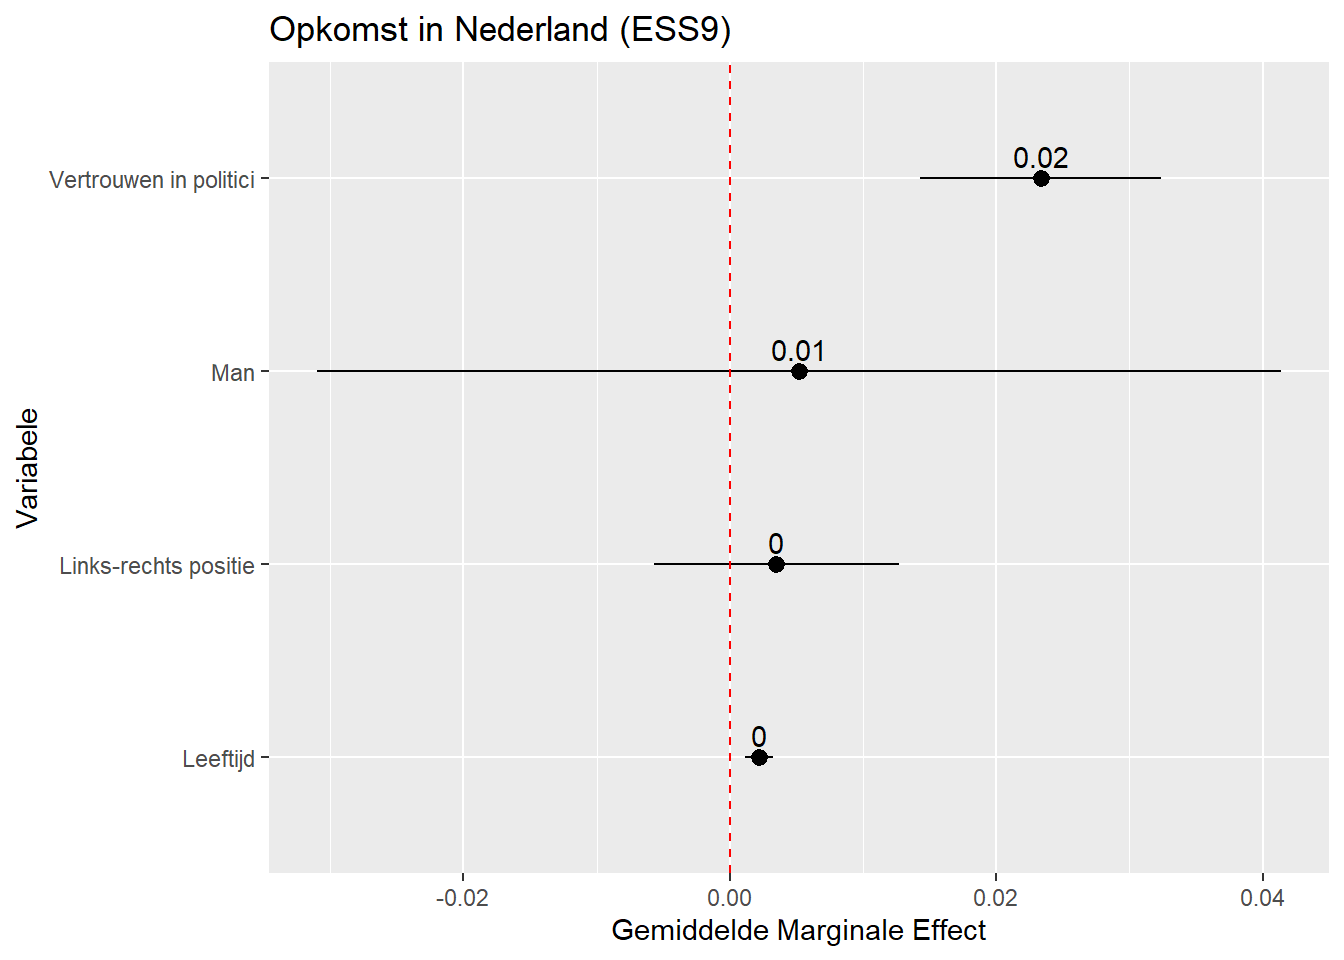 Opkomst in Nederland (ESS9)
Variabele
Vertrouwen in politici
0.02
Man
0.01
Links-rechts positie
0
Leeftijd
0
-0.02
0.00
0.02
0.04
Gemiddelde Marginale Effect